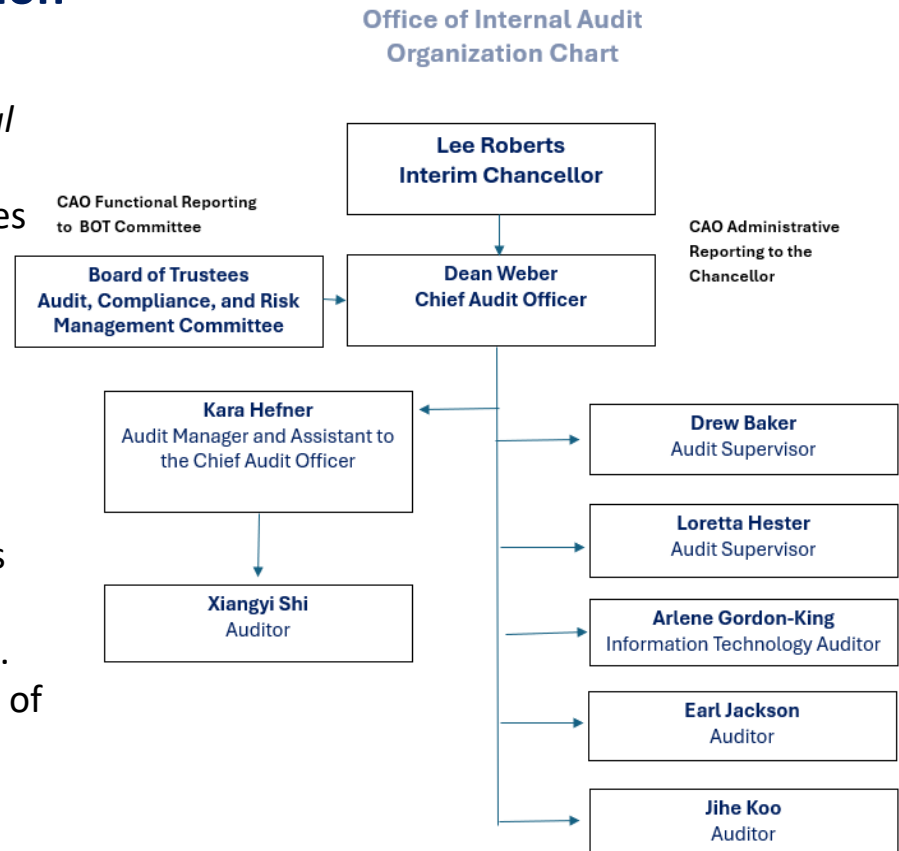 Office of Internal Audit
Organization Chart
Lee Roberts
Interim Chancellor
es
CAO Functional Reporting
to BOT Committee
CAO Administrative
Reporting to the
Chancellor
Board of Trustees
Audit, Compliance, and Risk
Management Committee
Dean Weber
Chief Audit Officer
Kara Hefner
Audit Manager and Assistant to
the Chief Audit Officer
Drew Baker
Audit Supervisor
Loretta Hester
Audit Supervisor
s
Xiangyi Shi
Auditor
Arlene Gordon-King
Information Technology Auditor
.
of
Earl Jackson
Auditor
Jihe Koo
Auditor